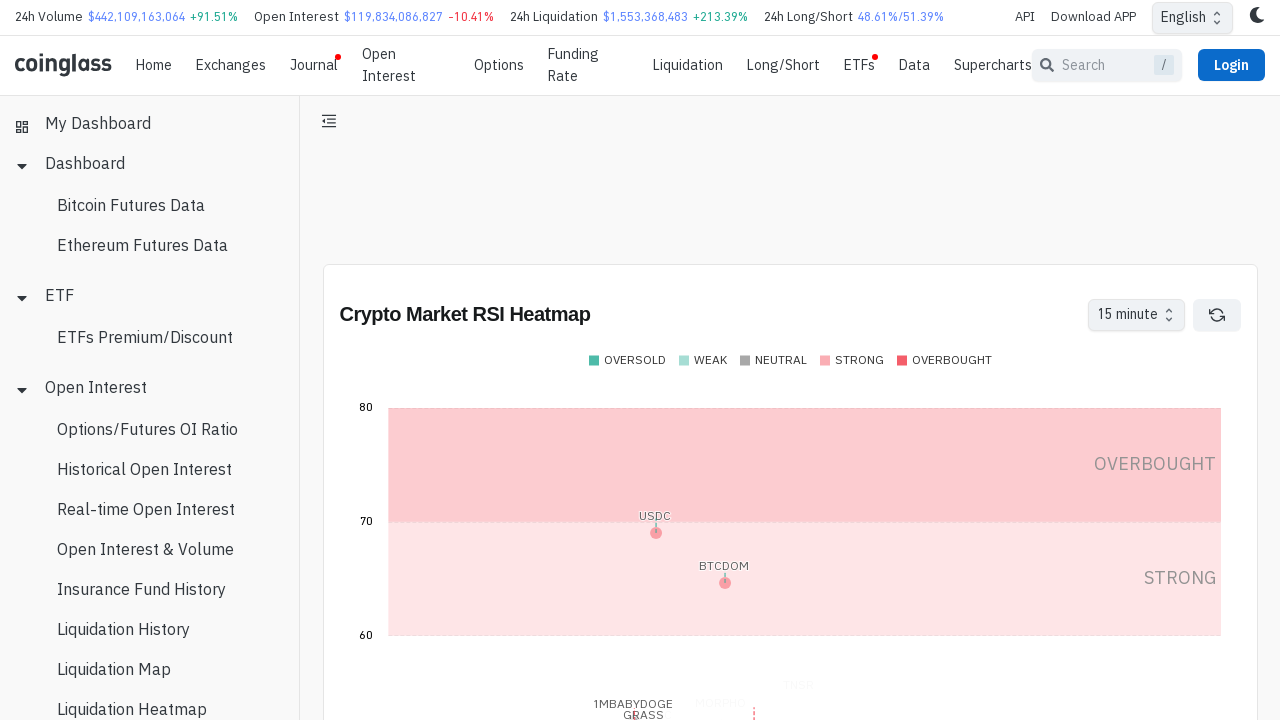 24h Volume $442,109,163,064 +91.51% Open Interest $119,834,086,827 -10.41% 24h Liquidation $1,553,368,483 +213.39% 24h Long/Short 48.61%/51.39% API Download APP English
coinglass Home Exchanges Journal Open Interest Options Funding Rate Liquidation Long/Short ETFs Data Supercharts Search / Login
My Dashboard
Dashboard
Bitcoin Futures Data
Ethereum Futures Data
ETF
ETFs Premium/Discount
Open Interest
Options/Futures OI Ratio
Historical Open Interest
Real-time Open Interest
Open Interest & Volume
Insurance Fund History
Liquidation History
Liquidation Map
Liquidation Heatmap
Crypto Market RSI Heatmap
15 minute
OVERSOLD WEAK NEUTRAL STRONG OVERBOUGHT
80
OVERBOUGHT
70
USDC
BTCDOM
STRONG
60
1MBABYDOGE
GRASS